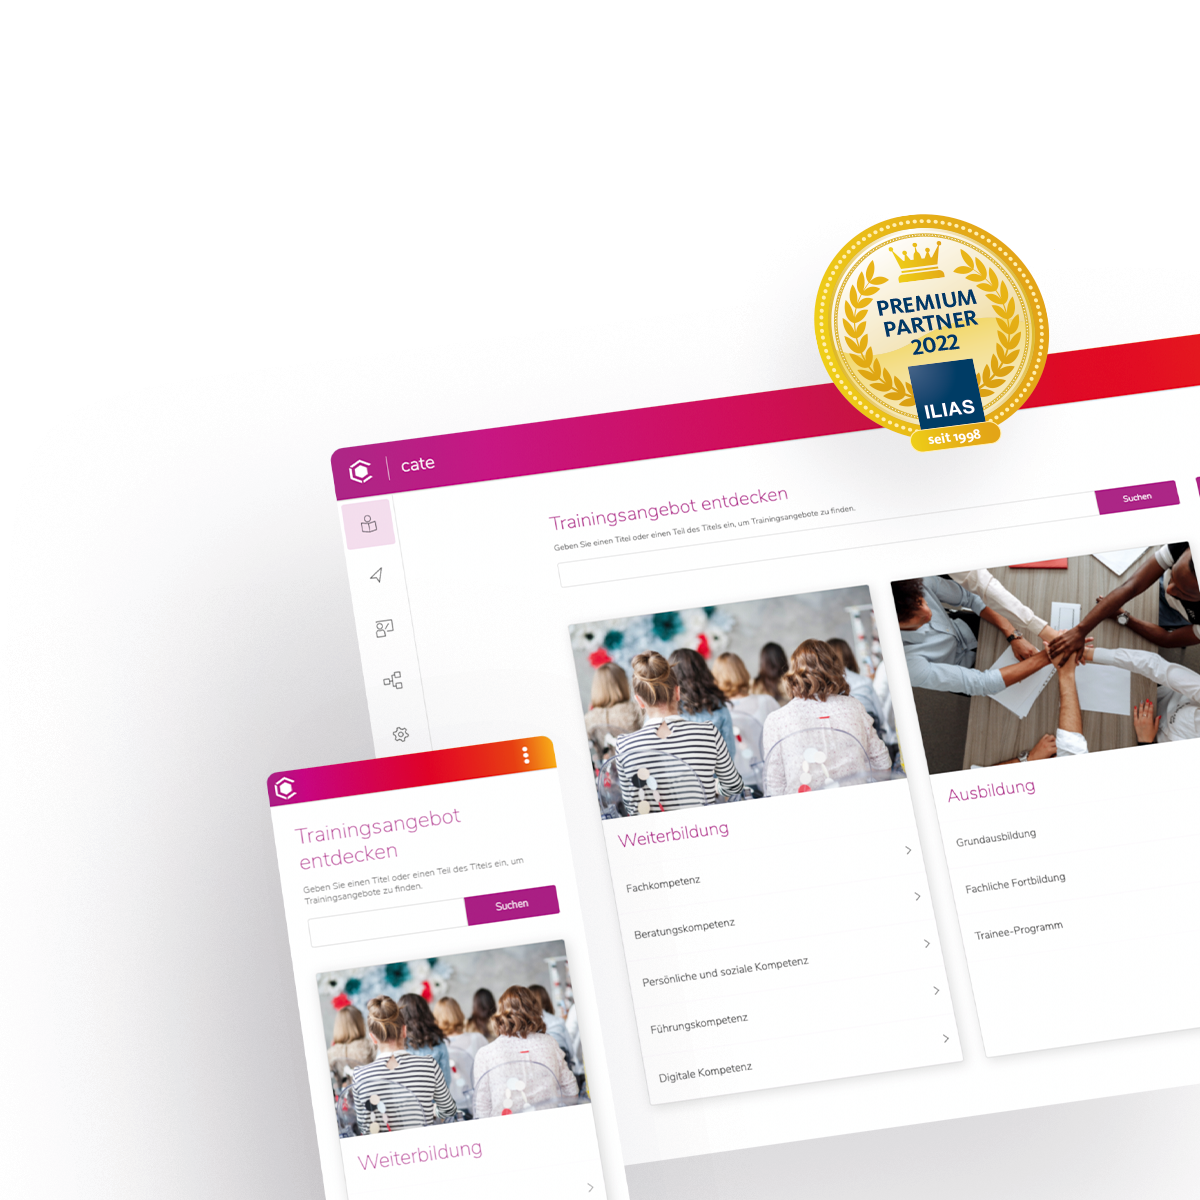 PREMIUM
PARTNER
2022
ILIAS
seit 1998
cate
Trainingsangebot entdecken
Geben Sie einen Titel oder einen Teil des Titels ein, um Trainingsangebote zu finden.
Suchen
Weiterbildung
Fachkompetenz
Beratungskompetenz
Persönliche und soziale Kompetenz
Führungskompetenz
Digitale Kompetenz
Ausbildung
Grundausbildung
Fachliche Fortbildung
Trainee-Programm
Trainingsangebot
entdecken
Geben Sie einen Titel oder einen Teil des Titels ein, um
Trainingsangebote zu finden.
Suchen
Weiterbildung